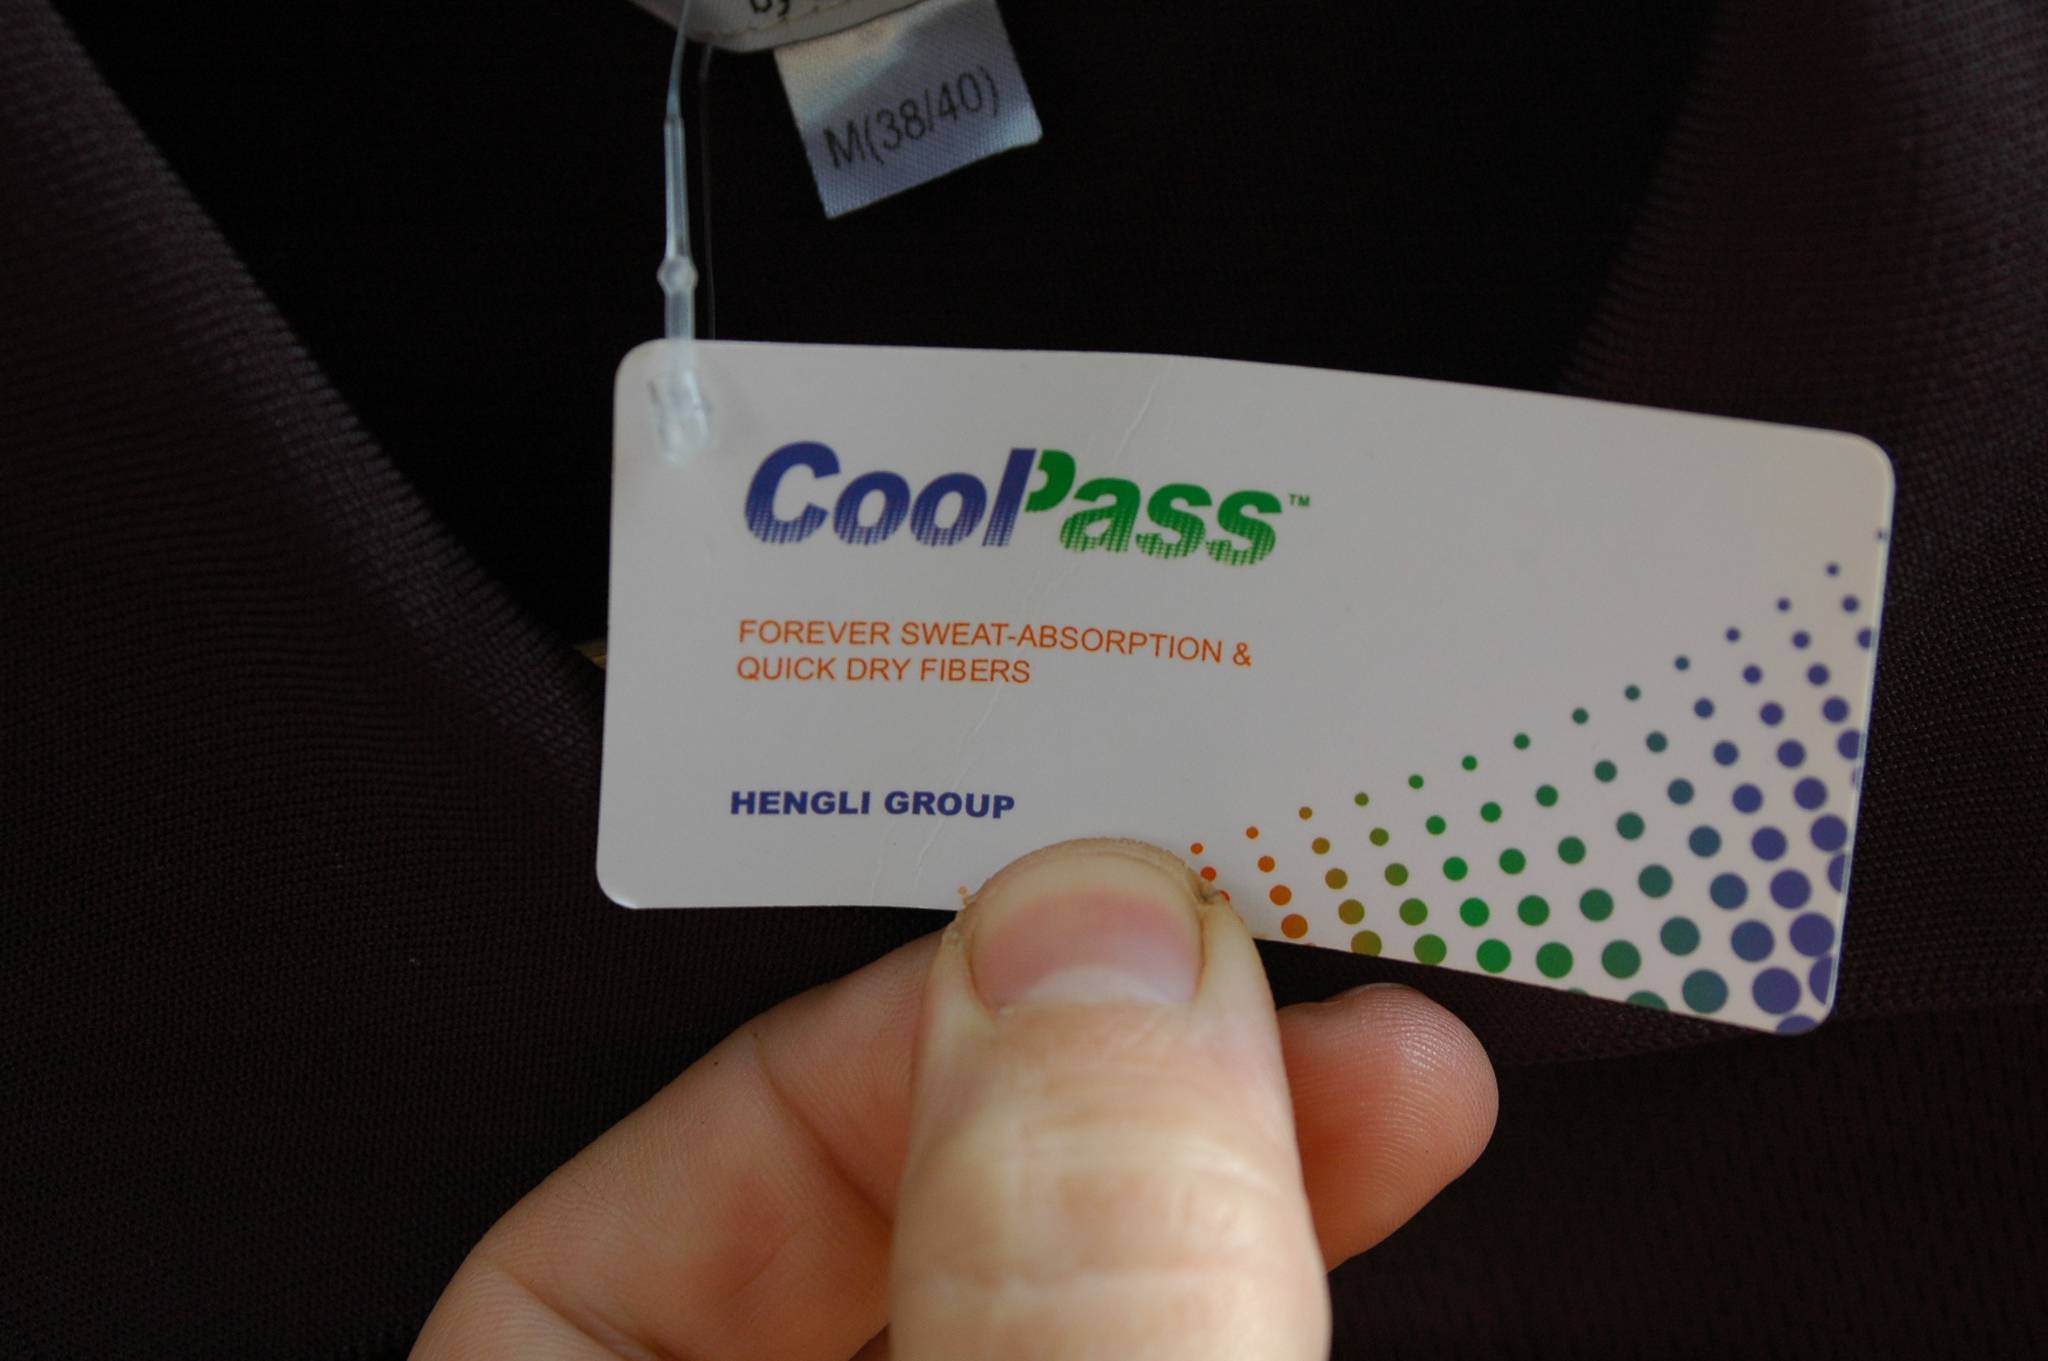 M(38/40)
CoolPass™
FOREVER SWEAT-ABSORPTION &
QUICK DRY FIBERS
HENGLI GROUP